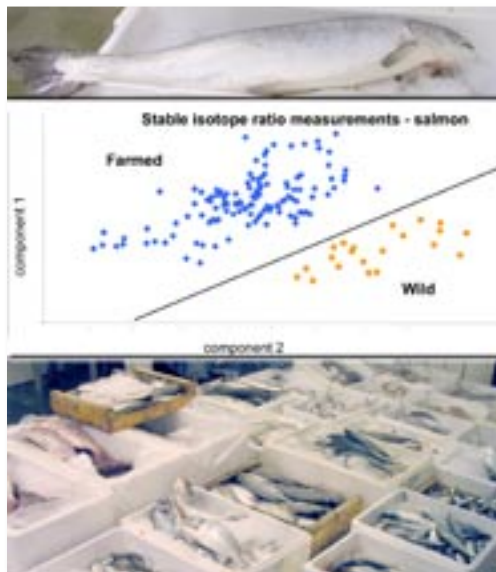 Stable isotope ratio measurements - salmon
Farmed
component 1
Wild
component 2